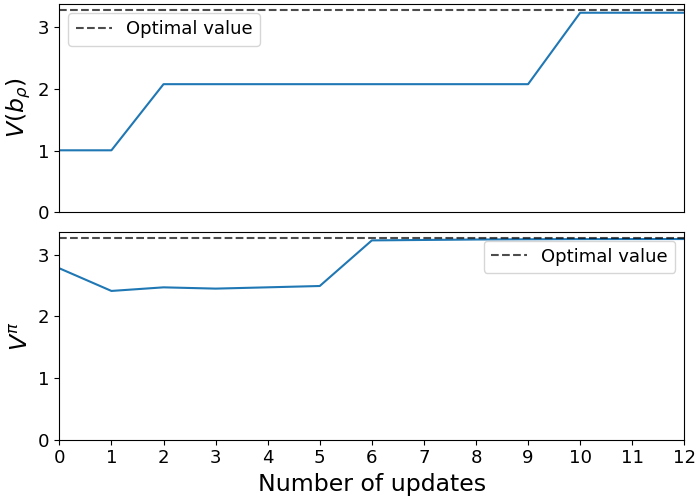 Optimal value
3
2
1
0
V(b_ρ)
Optimal value
3
2
1
0
V^π
0 1 2 3 4 5 6 7 8 9 10 11 12
Number of updates